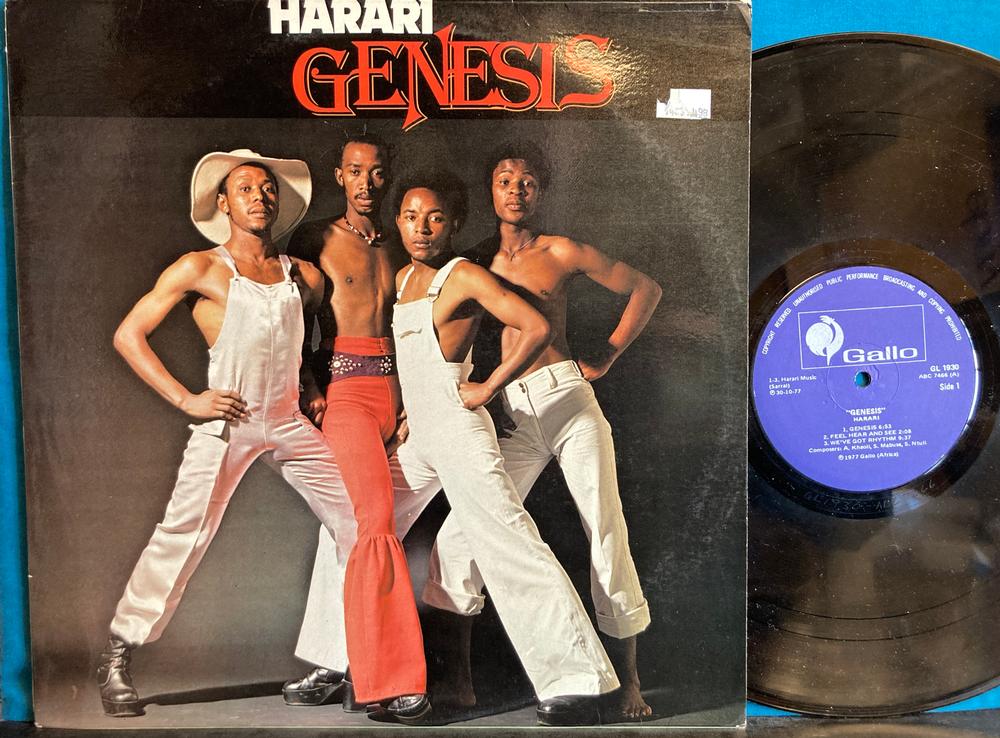 HARARI
GENESIS
COPYRIGHT RESERVED UNAUTHORISED PUBLIC PERFORMANCE BROADCASTING AND COPYING PROHIBITED
Gallo
1-3. Harari Music
(Sarral)
℗ 30-10-77
GL 1930
ABC 7466 (A)
Side 1
"GENESIS"
HARARI
1. GENESIS 6:53
2. FEEL HEAR AND SEE 2:08
3. WE'VE GOT RHYTHM 9:37
Composers: A. Khaoli, S. Mabuse, S. Ntuli.
℗ 1977 Gallo (Africa)